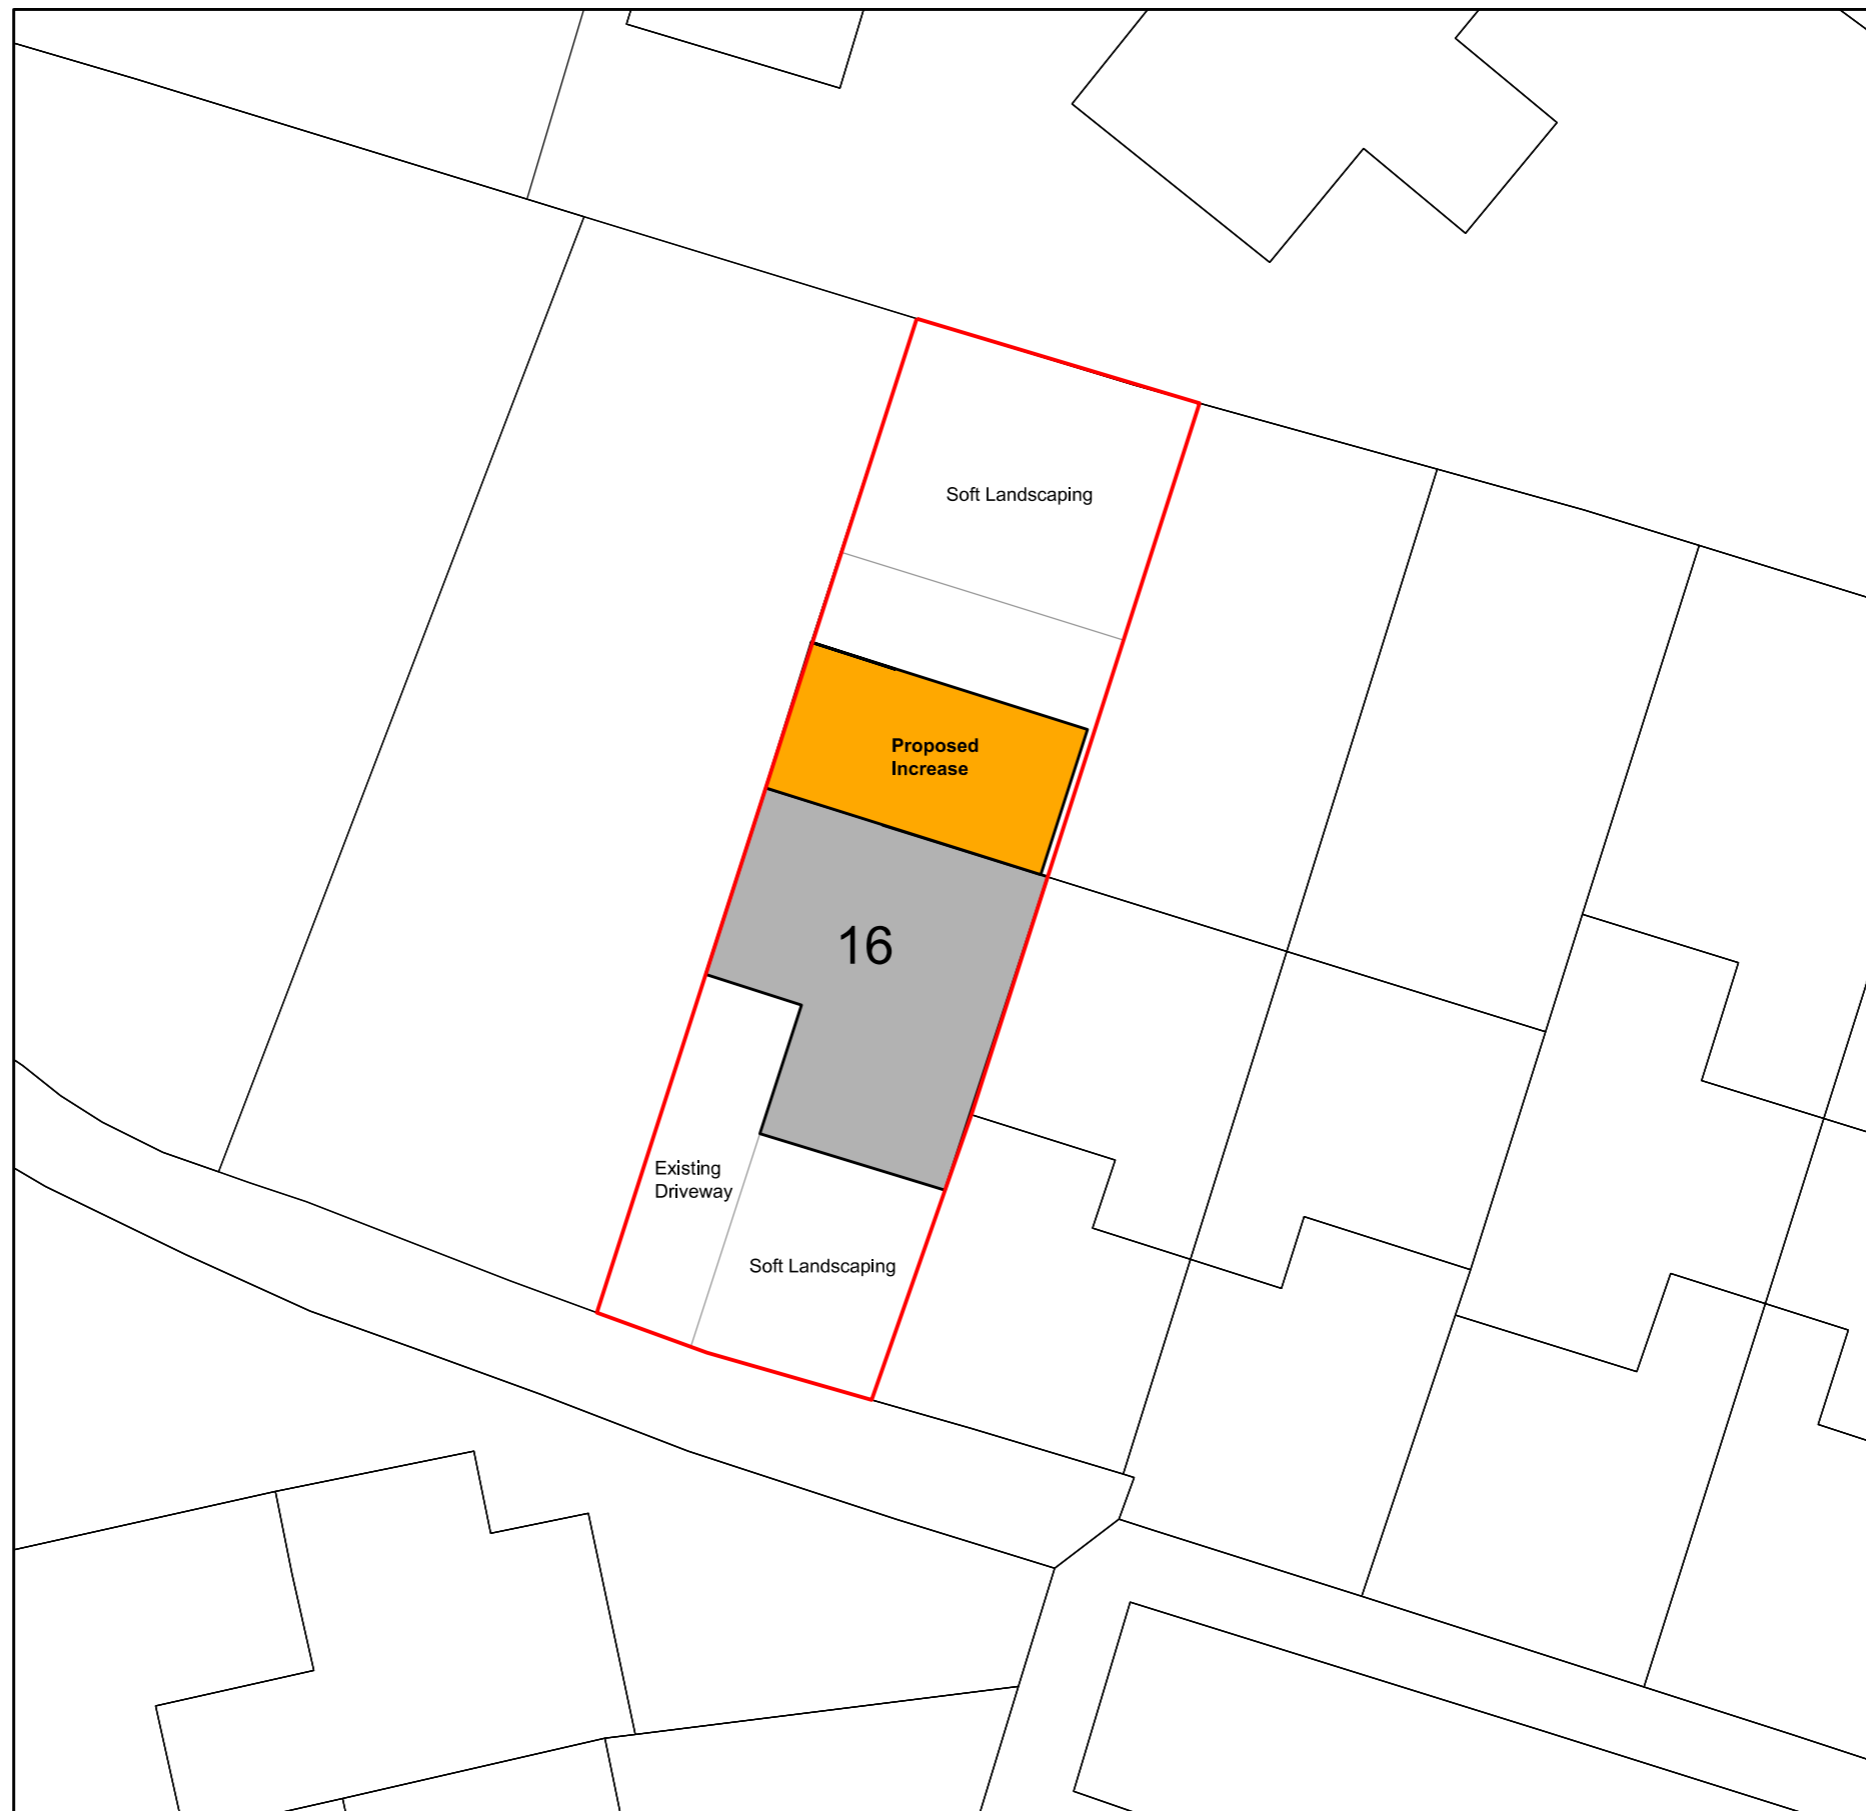 Soft Landscaping
Proposed
Increase
16
Existing
Driveway
Soft Landscaping